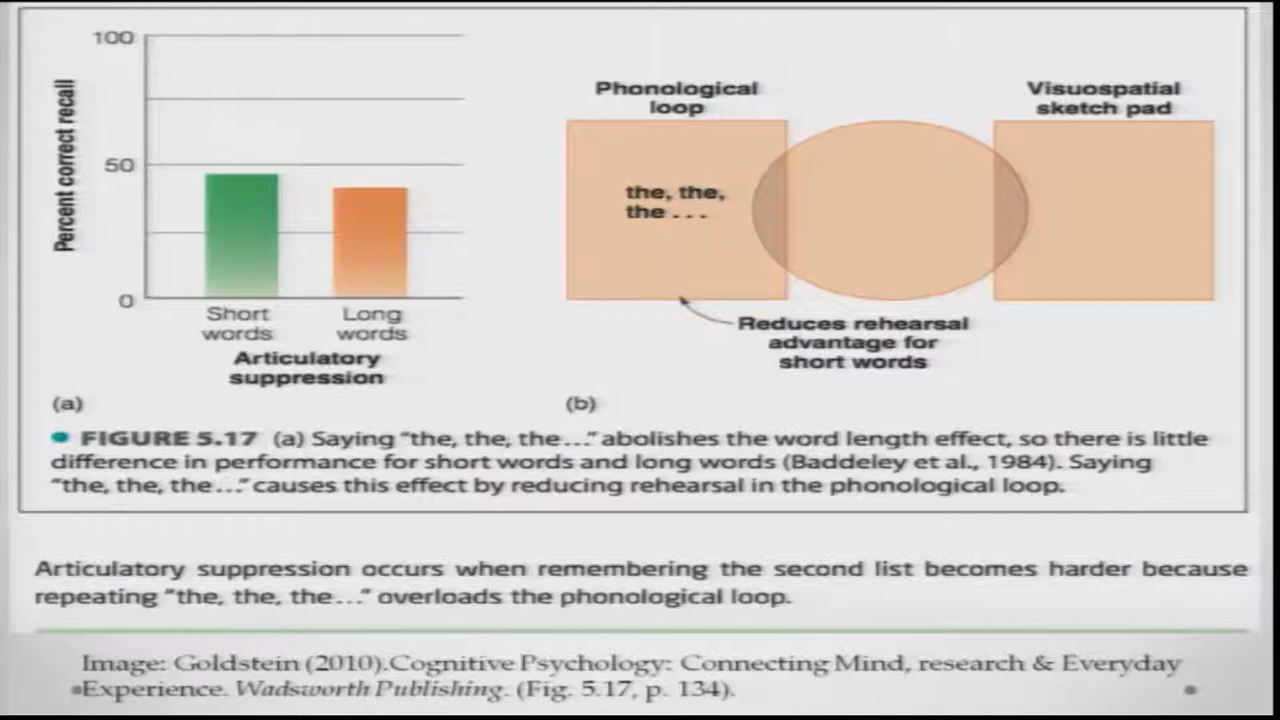 100
50
0
Percent correct recall
Short
words
Long
words
Articulatory
suppression
(a)
Phonological
loop
Visuospatial
sketch pad
the, the,
the . . .
Reduces rehearsal
advantage for
short words
(b)
• FIGURE 5.17 (a) Saying "the, the, the..." abolishes the word length effect, so there is little
difference in performance for short words and long words (Baddeley et al., 1984). Saying
"the, the, the..." causes this effect by reducing rehearsal in the phonological loop.
Articulatory suppression occurs when remembering the second list becomes harder because
repeating "the, the, the..." overloads the phonological loop.
Image: Goldstein (2010).Cognitive Psychology: Connecting Mind, research & Everyday
Experience. Wadsworth Publishing. (Fig. 5.17, p. 134).